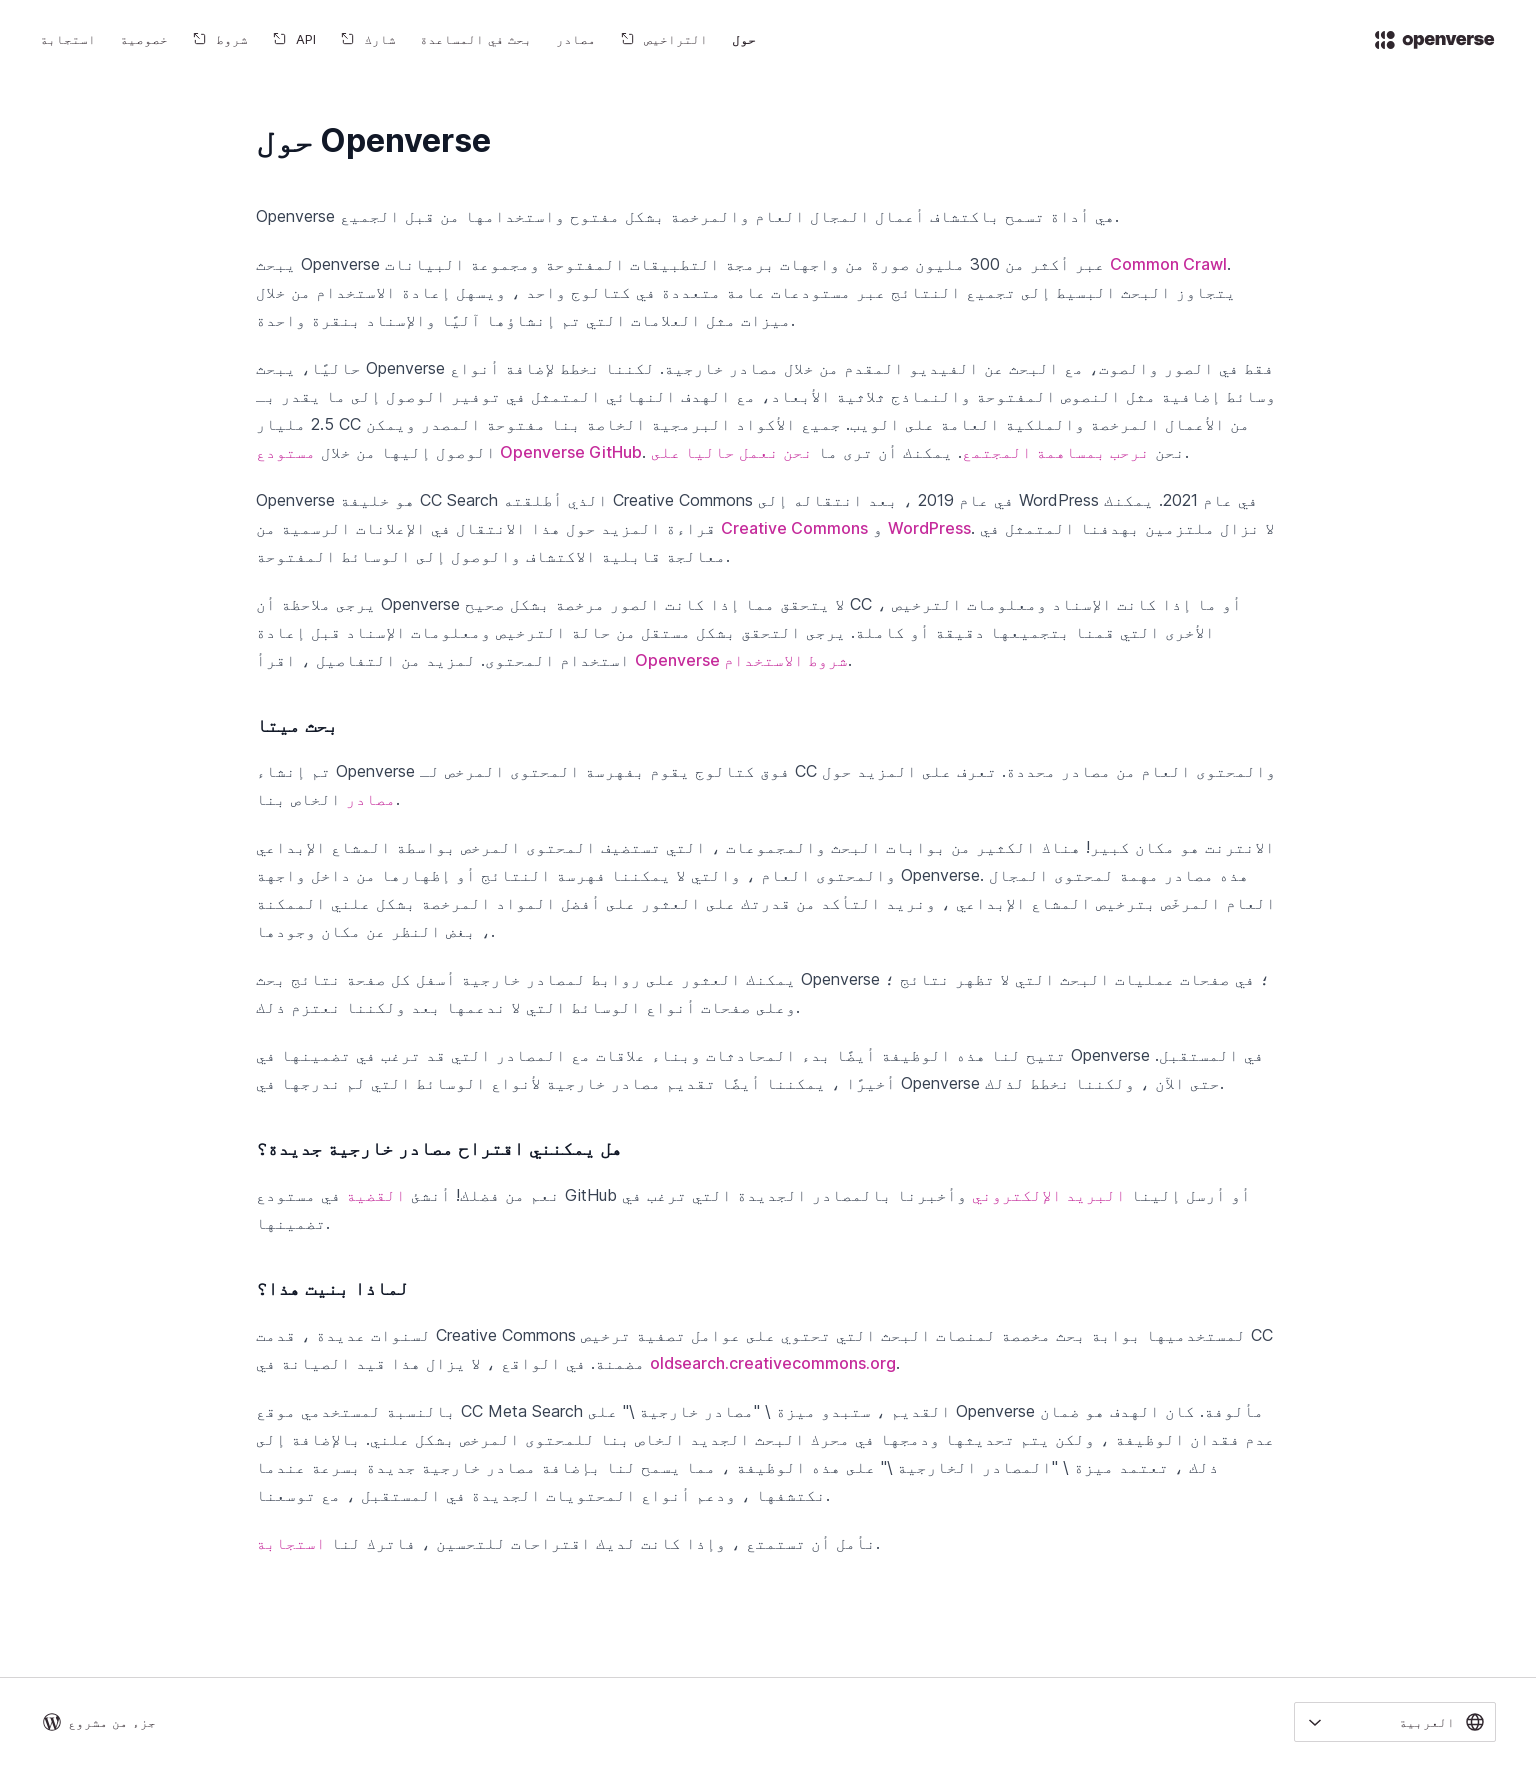 openverse
حول
التراخيص
مصادر
بحث في المساعدة
شارك
API
شروط
خصوصية
استجابة
حول Openverse
Openverse هي أداة تسمح باكتشاف أعمال المجال العام والمرخصة بشكل مفتوح واستخدامها من قبل الجميع.
يبحث Openverse عبر أكثر من 300 مليون صورة من واجهات برمجة التطبيقات المفتوحة ومجموعة البيانات Common Crawl.
يتجاوز البحث البسيط إلى تجميع النتائج عبر مستودعات عامة متعددة في كتالوج واحد ، ويسهل إعادة الاستخدام من خلال
ميزات مثل العلامات التي تم إنشاؤها آليًا والإسناد بنقرة واحدة.
حاليًا، يبحث Openverse فقط في الصور والصوت، مع البحث عن الفيديو المقدم من خلال مصادر خارجية. لكننا نخطط لإضافة أنواع
وسائط إضافية مثل النصوص المفتوحة والنماذج ثلاثية الأبعاد، مع الهدف النهائي المتمثل في توفير الوصول إلى ما يقدر بـ
2.5 مليار CC من الأعمال المرخصة والملكية العامة على الويب. جميع الأكواد البرمجية الخاصة بنا مفتوحة المصدر ويمكن
الوصول إليها من خلال مستودع Openverse GitHub. نحن نرحب بمساهمة المجتمع. يمكنك أن ترى ما نحن نعمل حاليا على.
Openverse هو خليفة CC Search الذي أطلقته Creative Commons في عام 2019 ، بعد انتقاله إلى WordPress في عام 2021. يمكنك
قراءة المزيد حول هذا الانتقال في الإعلانات الرسمية من Creative Commons و WordPress. لا نزال ملتزمين بهدفنا المتمثل في
معالجة قابلية الاكتشاف والوصول إلى الوسائط المفتوحة.
يرجى ملاحظة أن Openverse لا يتحقق مما إذا كانت الصور مرخصة بشكل صحيح CC ، أو ما إذا كانت الإسناد ومعلومات الترخيص
الأخرى التي قمنا بتجميعها دقيقة أو كاملة. يرجى التحقق بشكل مستقل من حالة الترخيص ومعلومات الإسناد قبل إعادة
استخدام المحتوى. لمزيد من التفاصيل ، اقرأ Openverse شروط الاستخدام.
بحث ميتا
تم إنشاء Openverse فوق كتالوج يقوم بفهرسة المحتوى المرخص لـ CC والمحتوى العام من مصادر محددة. تعرف على المزيد حول
مصادر الخاص بنا.
الانترنت هو مكان كبير! هناك الكثير من بوابات البحث والمجموعات ، التي تستضيف المحتوى المرخص بواسطة المشاع الإبداعي
والمحتوى العام ، والتي لا يمكننا فهرسة النتائج أو إظهارها من داخل واجهة Openverse. هذه مصادر مهمة لمحتوى المجال
العام المرخّص بترخيص المشاع الإبداعي ، ونريد التأكد من قدرتك على العثور على أفضل المواد المرخصة بشكل علني الممكنة
، بغض النظر عن مكان وجودها.
يمكنك العثور على روابط لمصادر خارجية أسفل كل صفحة نتائج بحث Openverse ؛ في صفحات عمليات البحث التي لا تظهر نتائج ؛
وعلى صفحات أنواع الوسائط التي لا ندعمها بعد ولكننا نعتزم ذلك.
تتيح لنا هذه الوظيفة أيضًا بدء المحادثات وبناء علاقات مع المصادر التي قد ترغب في تضمينها في Openverse في المستقبل.
أخيرًا ، يمكننا أيضًا تقديم مصادر خارجية لأنواع الوسائط التي لم ندرجها في Openverse حتى الآن ، ولكننا نخطط لذلك.
هل يمكنني اقتراح مصادر خارجية جديدة؟
نعم من فضلك! أنشئ القضية في مستودع GitHub أو أرسل إلينا البريد الإلكتروني وأخبرنا بالمصادر الجديدة التي ترغب في
تضمينها.
لماذا بنيت هذا؟
لسنوات عديدة ، قدمت Creative Commons لمستخدميها بوابة بحث مخصصة لمنصات البحث التي تحتوي على عوامل تصفية ترخيص CC
مضمنة. في الواقع ، لا يزال هذا قيد الصيانة في oldsearch.creativecommons.org.
بالنسبة لمستخدمي موقع CC Meta Search القديم ، ستبدو ميزة \ "مصادر خارجية \" على Openverse مألوفة. كان الهدف هو ضمان
عدم فقدان الوظيفة ، ولكن يتم تحديثها ودمجها في محرك البحث الجديد الخاص بنا للمحتوى المرخص بشكل علني. بالإضافة إلى
ذلك ، تعتمد ميزة \ "المصادر الخارجية \" على هذه الوظيفة ، مما يسمح لنا بإضافة مصادر خارجية جديدة بسرعة عندما
نكتشفها ، ودعم أنواع المحتويات الجديدة في المستقبل ، مع توسعنا.
نأمل أن تستمتع ، وإذا كانت لديك اقتراحات للتحسين ، فاترك لنا استجابة.
العربية
جزء من مشروع